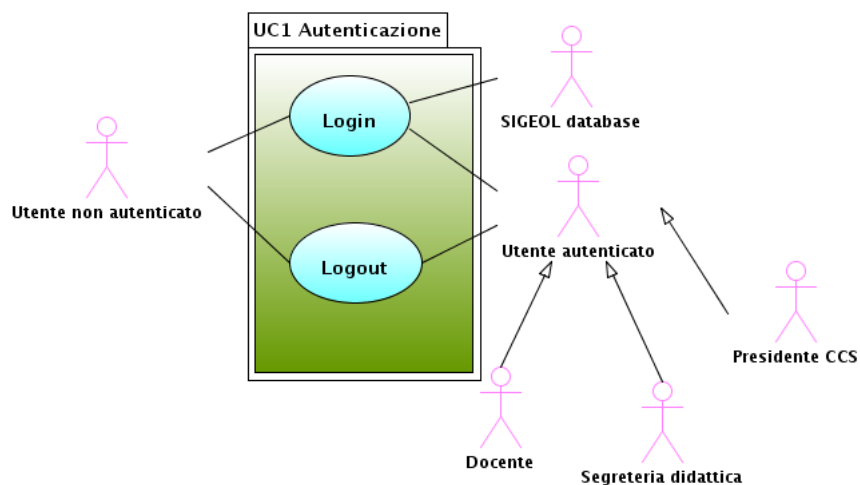 UC1 Autenticazione
Login
SIGEOL database
Utente non autenticato
Utente autenticato
Logout
Presidente CCS
Docente
Segreteria didattica